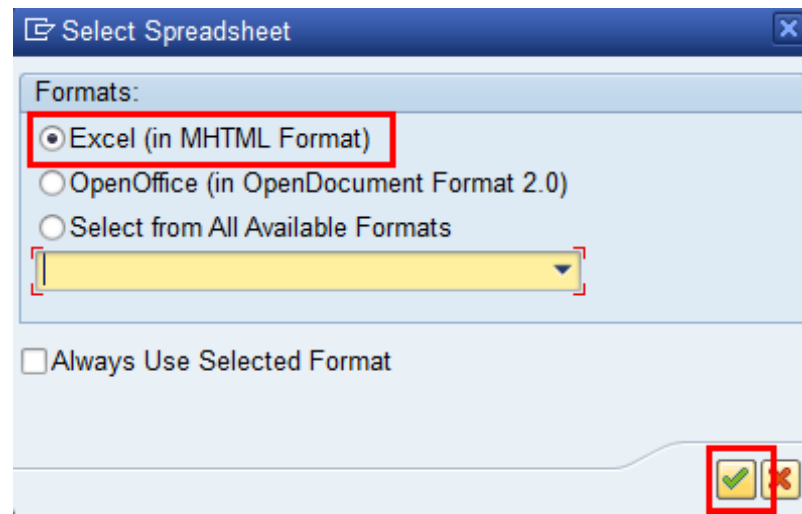 Select Spreadsheet
Formats:
Excel (in MHTML Format)
OpenOffice (in OpenDocument Format 2.0)
Select from All Available Formats
Always Use Selected Format